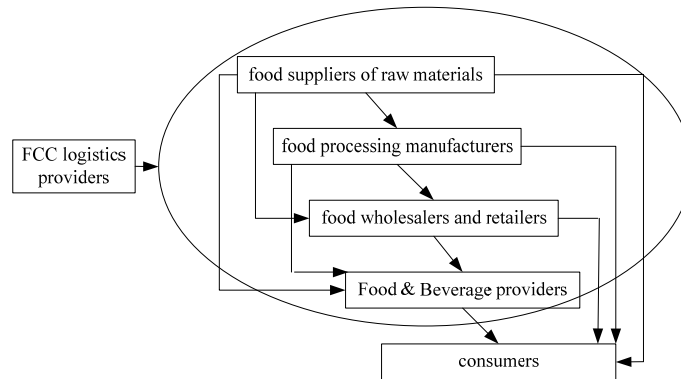 food suppliers of raw materials
food processing manufacturers
FCC logistics
providers
food wholesalers and retailers
Food & Beverage providers
consumers